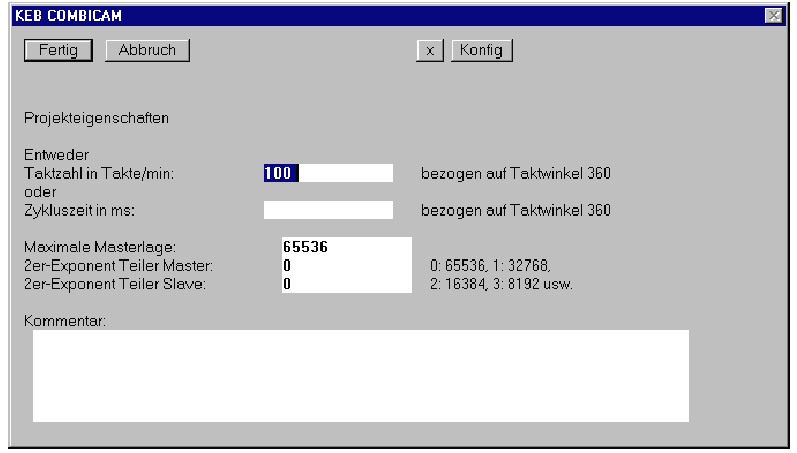 KEB COMBICAM
Fertig Abbruch x Konfig
Projekteigenschaften
Entweder
Taktzahl in Takte/min: 100 bezogen auf Taktwinkel 360
oder
Zykluszeit in ms: bezogen auf Taktwinkel 360
Maximale Masterlage: 65536
2er-Exponent Teiler Master: 0 0: 65536, 1: 32768,
2er-Exponent Teiler Slave: 0 2: 16384, 3: 8192 usw.
Kommentar: